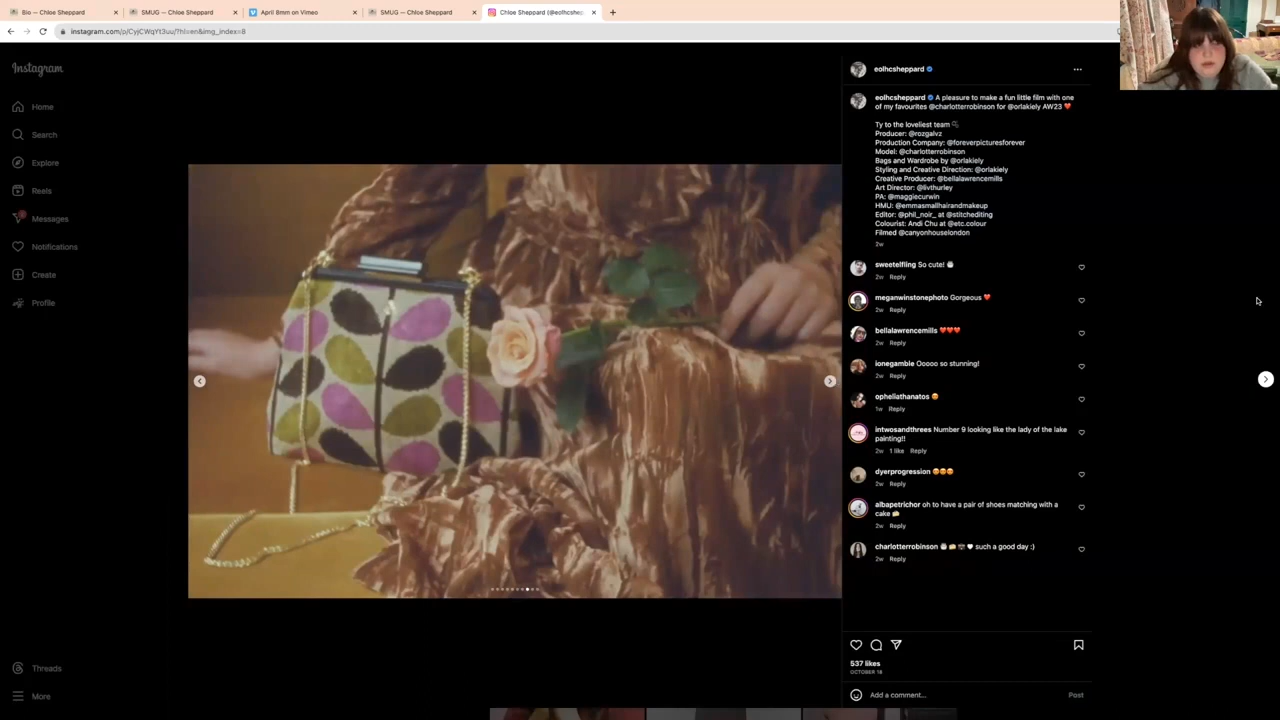 Bio — Chloe Sheppard
SMUG — Chloe Sheppard
April 8mm on Vimeo
SMUG — Chloe Sheppard
Chloe Sheppard (@eolhcshep
instagram.com/p/CyjCWqYt3uu/?hl=en&img_index=8
Instagram
Home
Search
Explore
Reels
Messages
Notifications
Create
Profile
Threads
More
eolhcsheppard
eolhcsheppard A pleasure to make a fun little film with one
of my favourites @charlotterrobinson for @orlakiely AW23 ❤️
Ty to the loveliest team
Producer: @rozgalvz
Production Company: @foreverpicturesforever
Model: @charlotterrobinson
Bags and Wardrobe by @orlakiely
Styling and Creative Direction: @orlakiely
Creative Producer: @bellalawrencemills
Art Director: @livthurley
PA: @maggiecurwin
HMU: @emmasmallhairandmakeup
Editor: @phil_noir_ at @stitchediting
Colourist: Andi Chu at @etc.colour
Filmed @canyonhouselondon
2w
sweetelfling So cute!
2w Reply
meganwinstonephoto Gorgeous ❤️
2w Reply
bellalawrencemills ❤️❤️❤️
2w Reply
ionegamble Ooooo so stunning!
2w Reply
opheliathanatos 😍
1w Reply
intwosandthrees Number 9 looking like the lady of the lake
painting!!
2w 1 like Reply
dyerprogression 😍😍😍
2w Reply
albapetrichor oh to have a pair of shoes matching with a
cake 🍰
2w Reply
charlotterrobinson such a good day :)
2w Reply
537 likes
OCTOBER 18
Add a comment...
Post